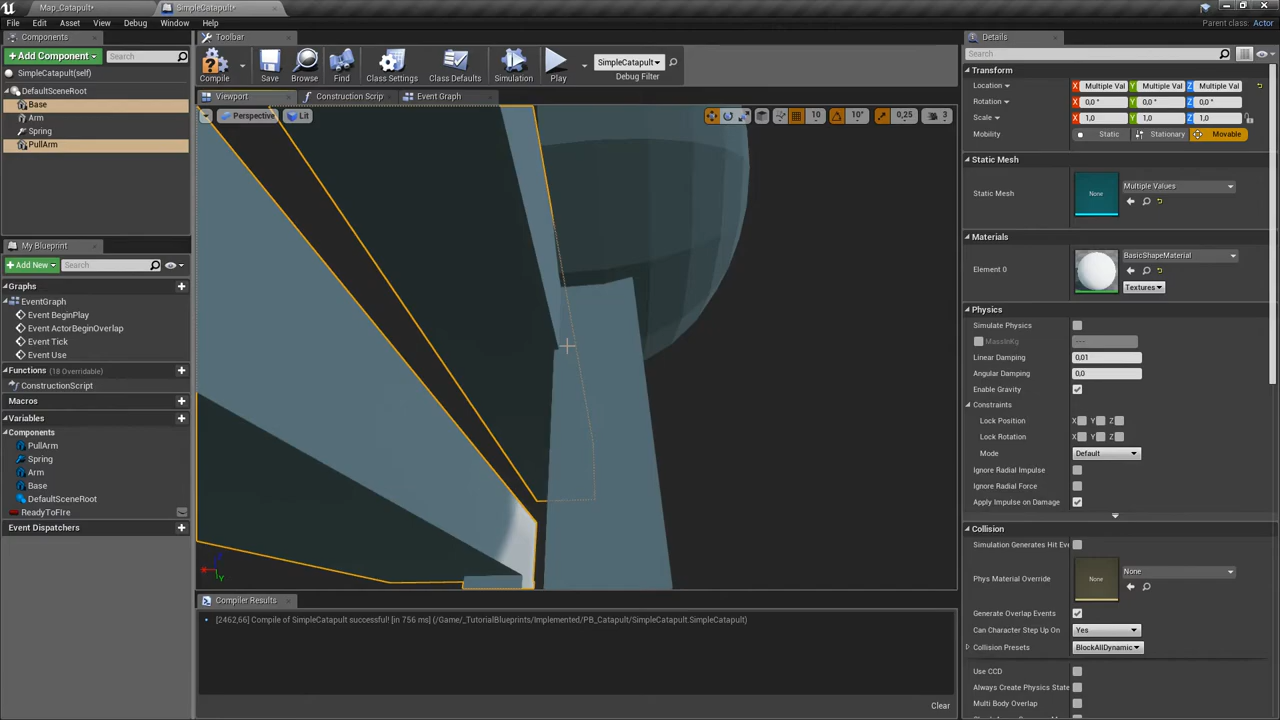 Map_Catapult*
SimpleCatapult*
File Edit Asset View Debug Window Help
Parent class: Actor
Components
+ Add Component
Search
SimpleCatapult(self)
DefaultSceneRoot
Base
Arm
Spring
PullArm
My Blueprint
+ Add New
Search
Graphs
EventGraph
Event BeginPlay
Event ActorBeginOverlap
Event Tick
Event Use
Functions (18 Overridable)
ConstructionScript
Macros
Variables
Components
PullArm
Spring
Arm
Base
DefaultSceneRoot
ReadyToFIre
Event Dispatchers
Toolbar
Compile
Save
Browse
Find
Class Settings
Class Defaults
Simulation
Play
SimpleCatapult
Debug Filter
Viewport
Construction Scrip
Event Graph
Perspective
Lit
10
10°
0,25
3
X
Y
Compiler Results
[2462,66] Compile of SimpleCatapult successful! [in 756 ms] (/Game/_TutorialBlueprints/Implemented/PB_Catapult/SimpleCatapult.SimpleCatapult)
Clear
Details
Search
Transform
Location X Multiple Val Y Multiple Val Z Multiple Val
Rotation X 0,0 ° Y 0,0 ° Z 0,0 °
Scale X 1,0 Y 1,0 Z 1,0
Mobility Static Stationary Movable
Static Mesh
Static Mesh None Multiple Values
Materials
Element 0 BasicShapeMaterial
Textures
Physics
Simulate Physics
MassInKg ---
Linear Damping 0,01
Angular Damping 0,0
Enable Gravity
Constraints
Lock Position X Y Z
Lock Rotation X Y Z
Mode Default
Ignore Radial Impulse
Ignore Radial Force
Apply Impulse on Damage
Collision
Simulation Generates Hit Eve
Phys Material Override None None
Generate Overlap Events
Can Character Step Up On Yes
Collision Presets BlockAllDynamic
Use CCD
Always Create Physics State
Multi Body Overlap